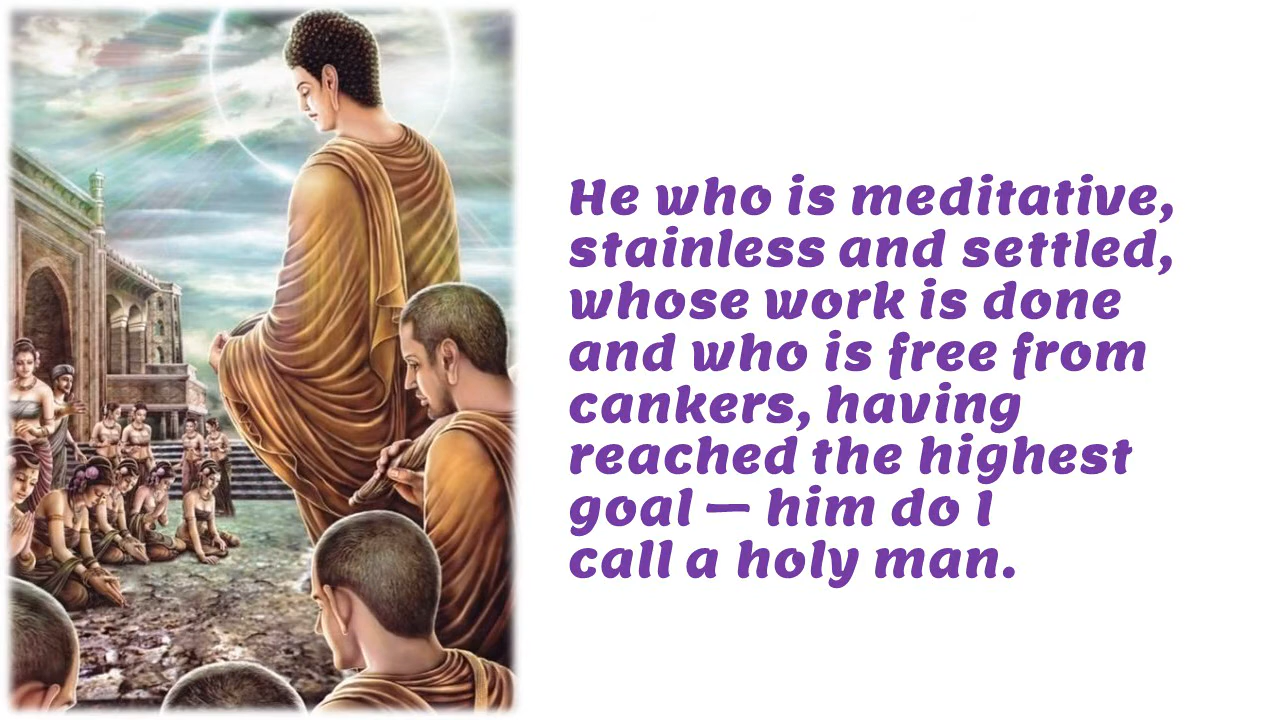 He who is meditative,
stainless and settled,
whose work is done
and who is free from
cankers, having
reached the highest
goal — him do I
call a holy man.